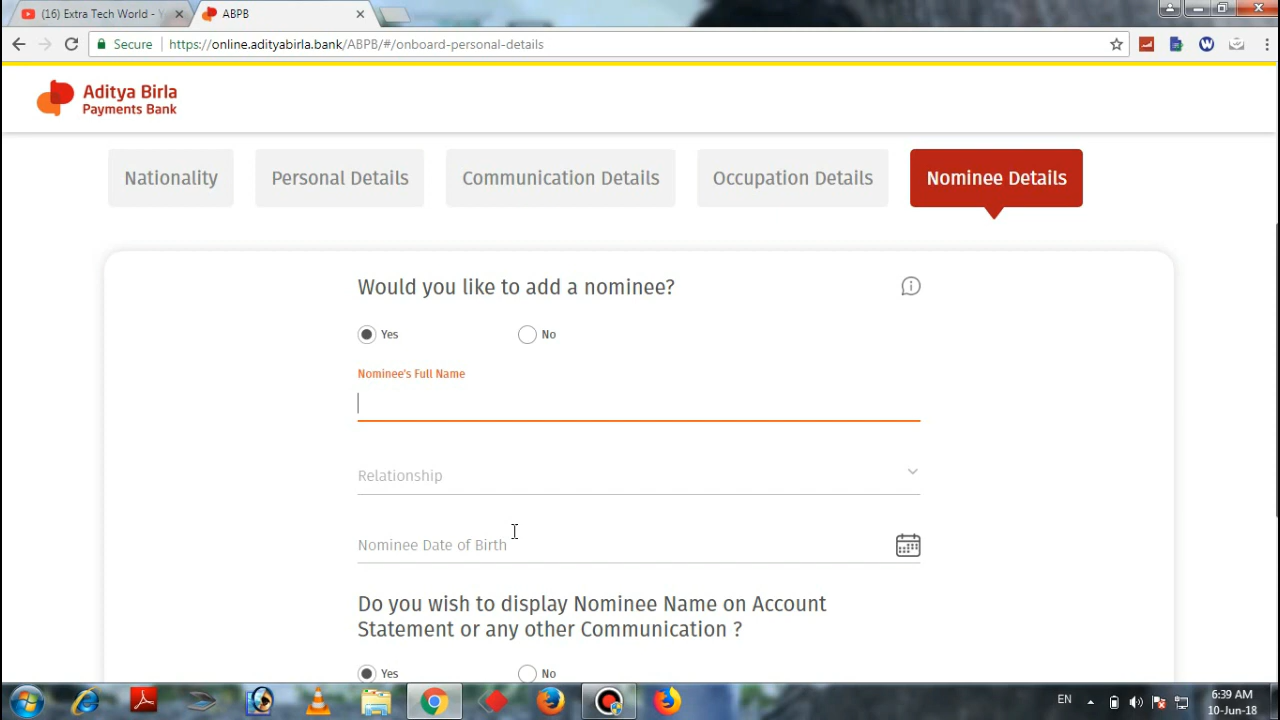 (16) Extra Tech World - Y
ABPB
Secure
https://online.adityabirla.bank/ABPB/#/onboard-personal-details
Aditya Birla
Payments Bank
Nationality
Personal Details
Communication Details
Occupation Details
Nominee Details
Would you like to add a nominee?
Yes
No
Nominee's Full Name
Relationship
Nominee Date of Birth
Do you wish to display Nominee Name on Account
Statement or any other Communication ?
Yes
No
EN
6:39 AM
10-Jun-18